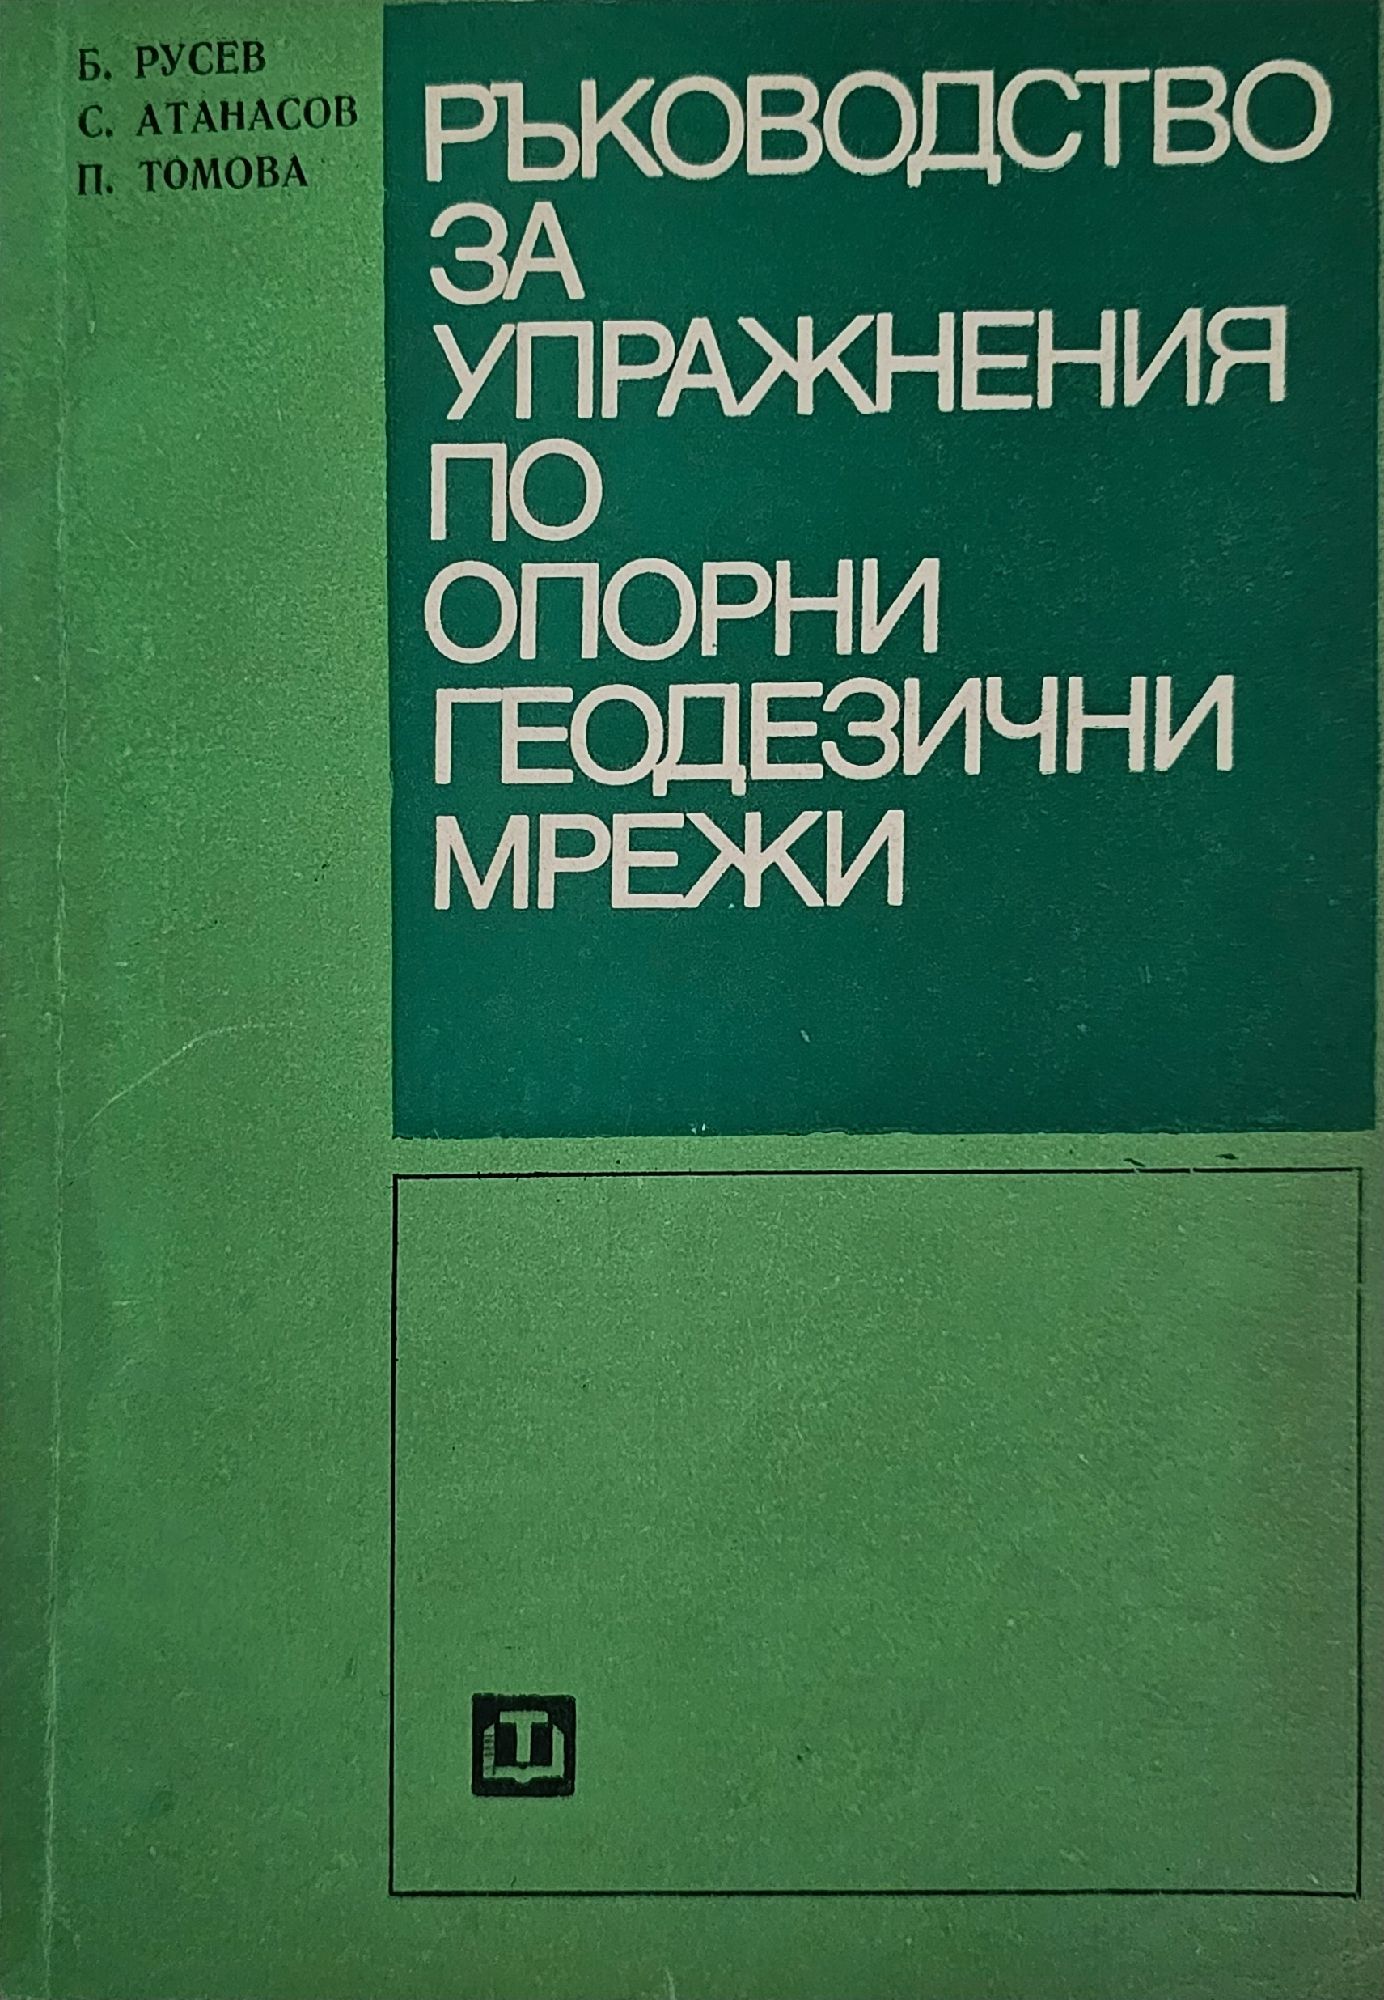 Б. РУСЕВ
С. АТАНАСОВ
П. ТОМОВА
РЪКОВОДСТВО
ЗА
УПРАЖНЕНИЯ
ПО
ОПОРНИ
ГЕОДЕЗИЧНИ
МРЕЖИ
Т